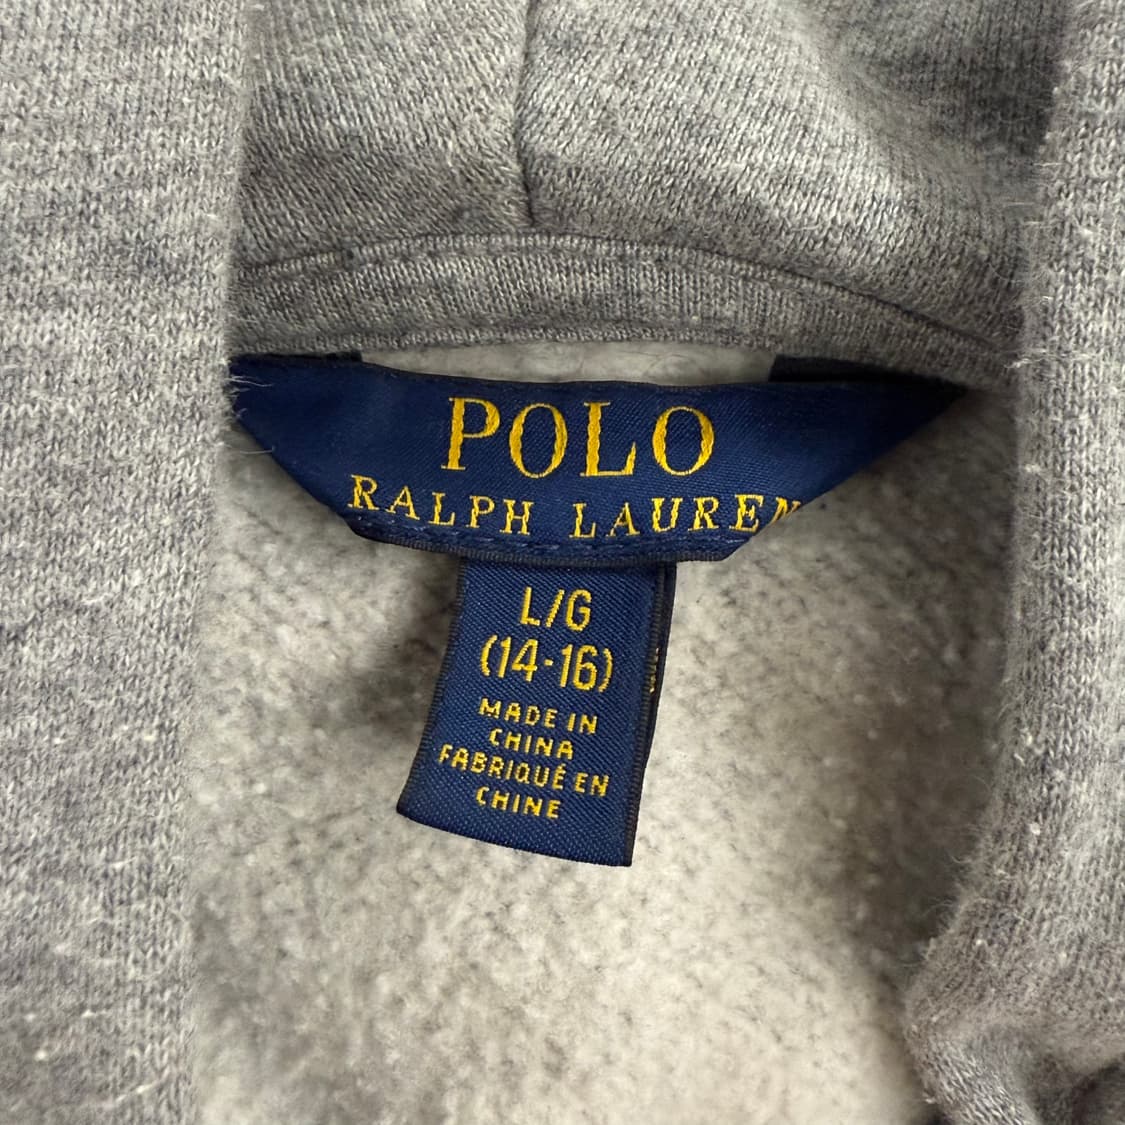 POLO
RALPH LAUREN
L/G
(14-16)
MADE IN
CHINA
FABRIQUÉ EN
CHINE